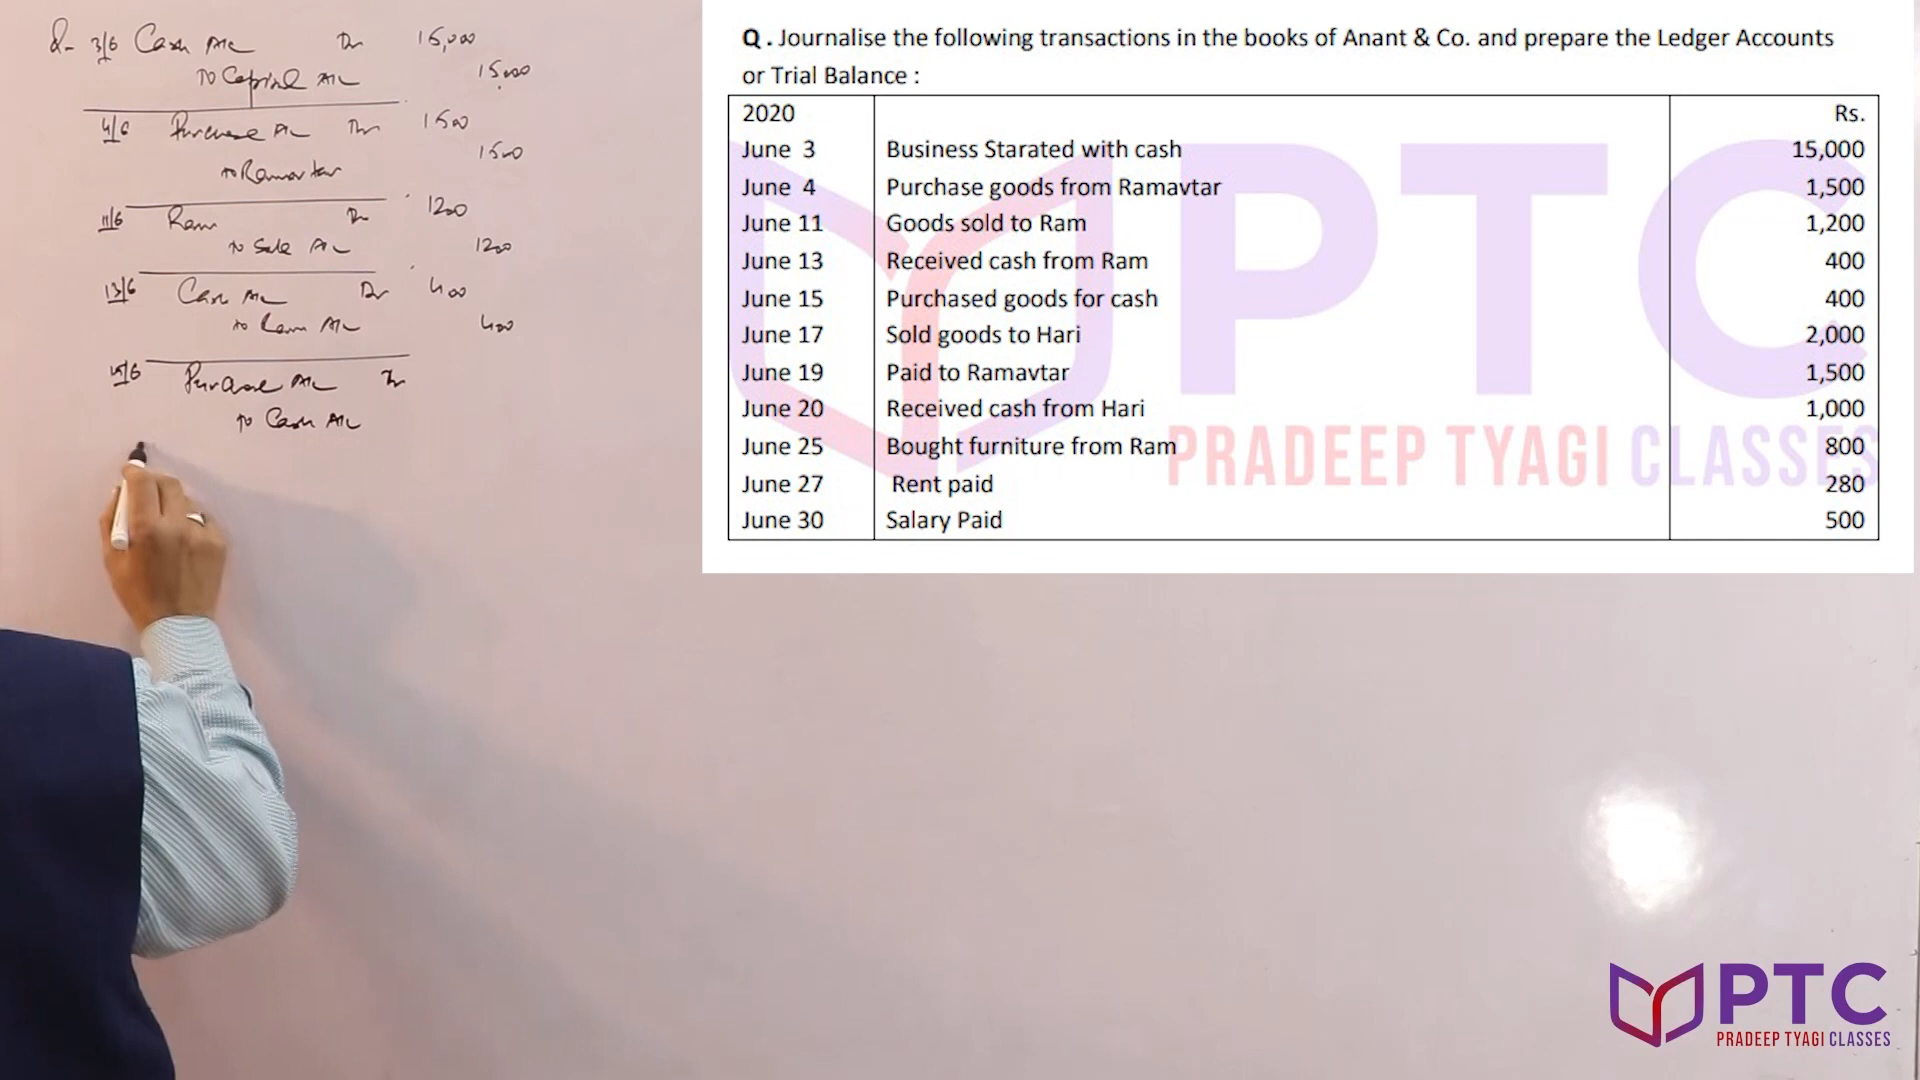 Q- 3/6 Cash A/c Dr 15,000
To Capital A/c 15000
4/6 Purchase A/c Dr 1500
To Ramavtar 1500
11/6 Ram Dr 1200
To Sale A/c 1200
13/6 Cash A/c Dr 400
To Ram A/c 400
15/6 Purchase A/c Dr
To Cash A/c
Q . Journalise the following transactions in the books of Anant & Co. and prepare the Ledger Accounts
or Trial Balance :
2020 Rs.
June 3 Business Starated with cash 15,000
June 4 Purchase goods from Ramavtar 1,500
June 11 Goods sold to Ram 1,200
June 13 Received cash from Ram 400
June 15 Purchased goods for cash 400
June 17 Sold goods to Hari 2,000
June 19 Paid to Ramavtar 1,500
June 20 Received cash from Hari 1,000
June 25 Bought furniture from Ram 800
June 27 Rent paid 280
June 30 Salary Paid 500
PTC
PRADEEP TYAGI CLASSES
PTC
PRADEEP TYAGI CLASSES